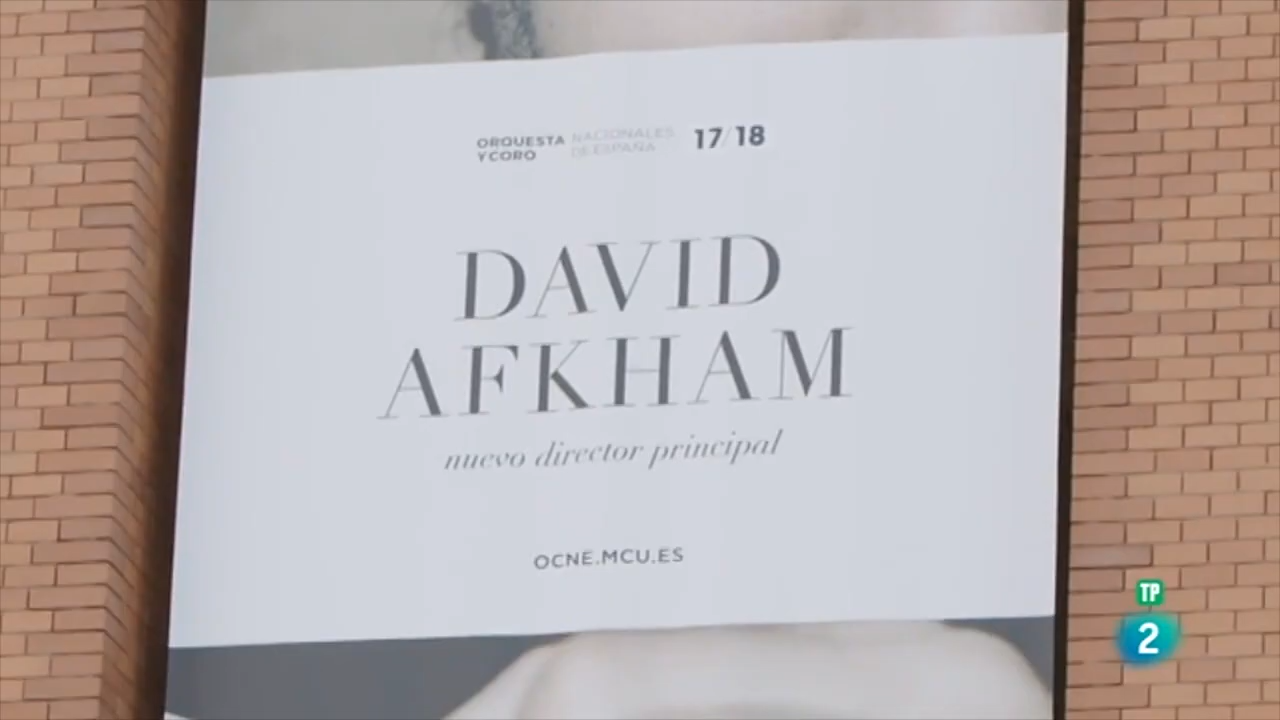 ORQUESTA NACIONALES 17/18
Y CORO DE ESPAÑA
DAVID
AFKHAM
nuevo director principal
OCNE.MCU.ES
TP
2